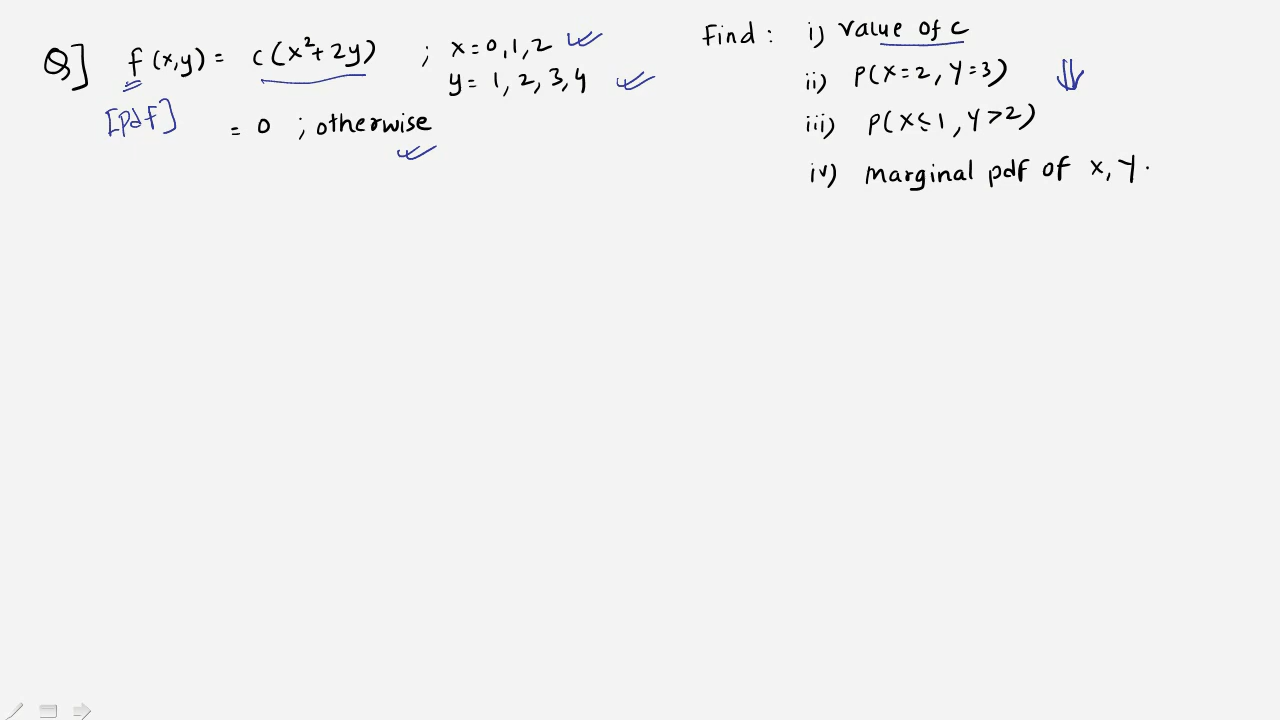 Q] f(x,y) = c(x²+2y) ; x=0,1,2
y= 1, 2, 3, 4
[pdf] = 0 ; otherwise
Find: i) value of c
ii) P(X=2, Y=3)
iii) P(X≤1, Y>2)
iv) marginal pdf of x, y.